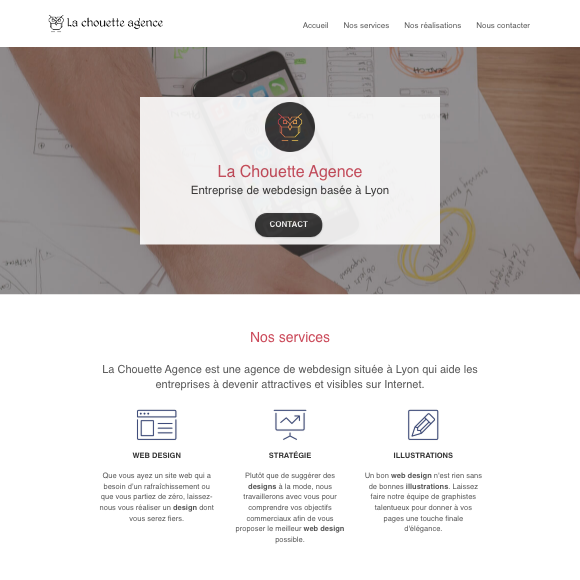 La chouette agence
Accueil Nos services Nos réalisations Nous contacter
La Chouette Agence
Entreprise de webdesign basée à Lyon
CONTACT
Nos services
La Chouette Agence est une agence de webdesign située à Lyon qui aide les
entreprises à devenir attractives et visibles sur Internet.
WEB DESIGN
Que vous ayez un site web qui a
besoin d'un rafraîchissement ou
que vous partiez de zéro, laissez-
nous vous réaliser un design dont
vous serez fiers.
STRATÉGIE
Plutôt que de suggérer des
designs à la mode, nous
travaillerons avec vous pour
comprendre vos objectifs
commerciaux afin de vous
proposer le meilleur web design
possible.
ILLUSTRATIONS
Un bon web design n'est rien sans
de bonnes illustrations. Laissez
faire notre équipe de graphistes
talentueux pour donner à vos
pages une touche finale
d'élégance.